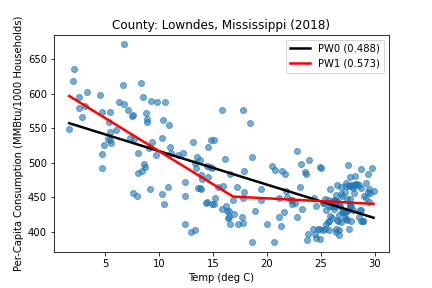 County: Lowndes, Mississippi (2018)
PW0 (0.488)
PW1 (0.573)
Per-Capita Consumption (MMBtu/1000 Households)
650
600
550
500
450
400
5 10 15 20 25 30
Temp (deg C)